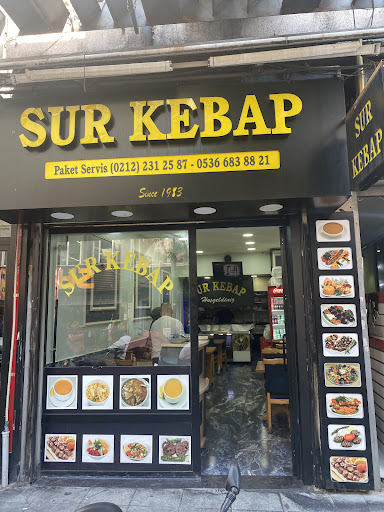 SUR KEBAP
Paket Servis (0212) 231 25 87 - 0536 683 88 21
Since 1983
SUR
KEBAP
SUR KEBAP
UR KEBAP
Hoşgeldiniz